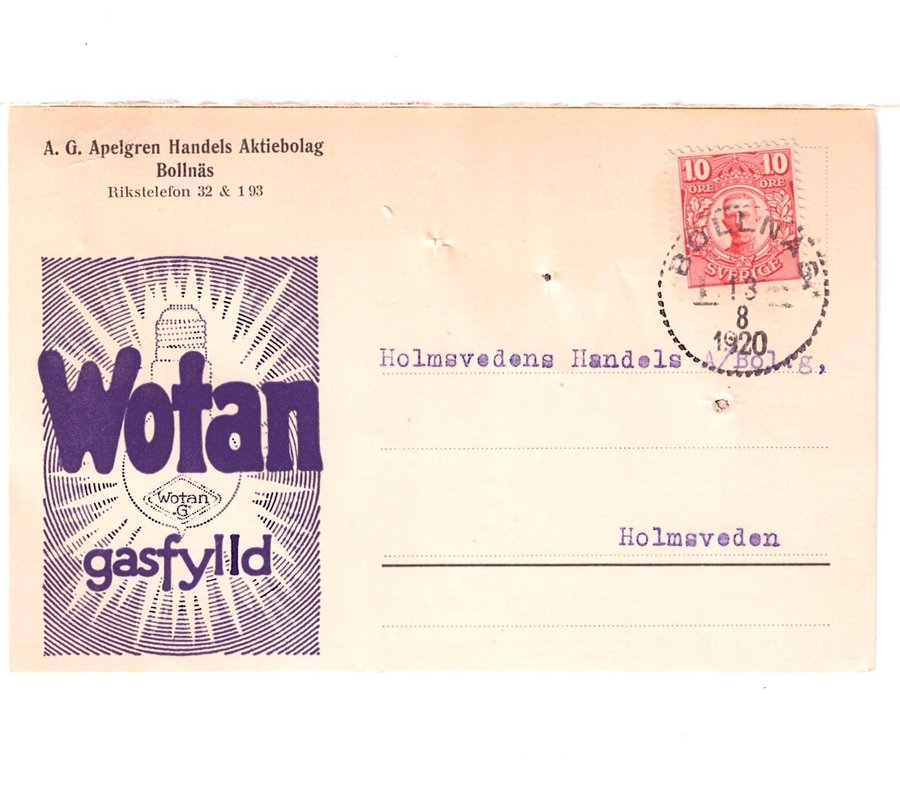 A. G. Apelgren Handels Aktiebolag
Bollnäs
Rikstelefon 32 & 193
10 10
ÖRE ÖRE
SVERIGE
BOLLNÄS
13
8
1920
Holmsvedens Handels A/Bolag,
Holmsveden
Wotan
Wotan
G
gasfylld